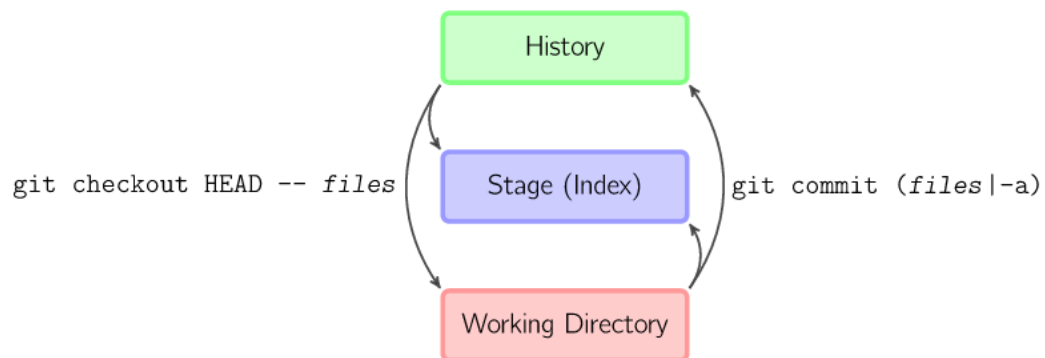 History
git checkout HEAD -- files
Stage (Index)
git commit (files|-a)
Working Directory